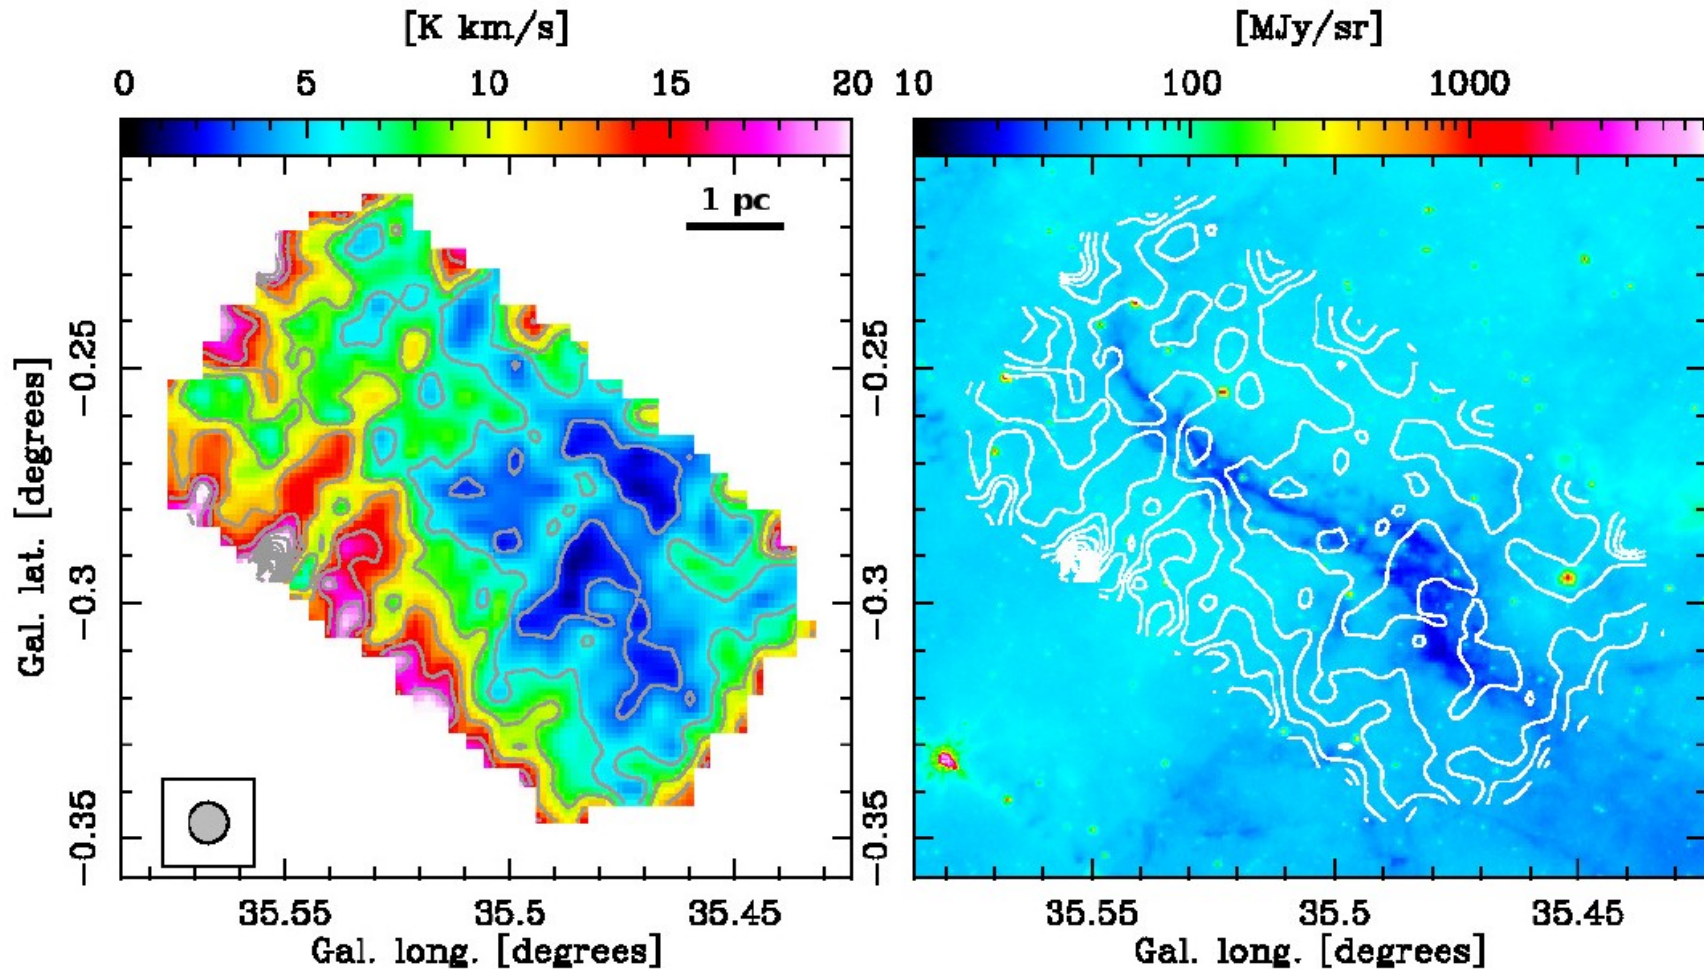 [K km/s] [MJy/sr]
0 5 10 15 20 10 100 1000
1 pc
−0.25 −0.25
−0.3 −0.3
−0.35 −0.35
Gal. lat. [degrees]
35.55 35.5 35.45 35.55 35.5 35.45
Gal. long. [degrees] Gal. long. [degrees]